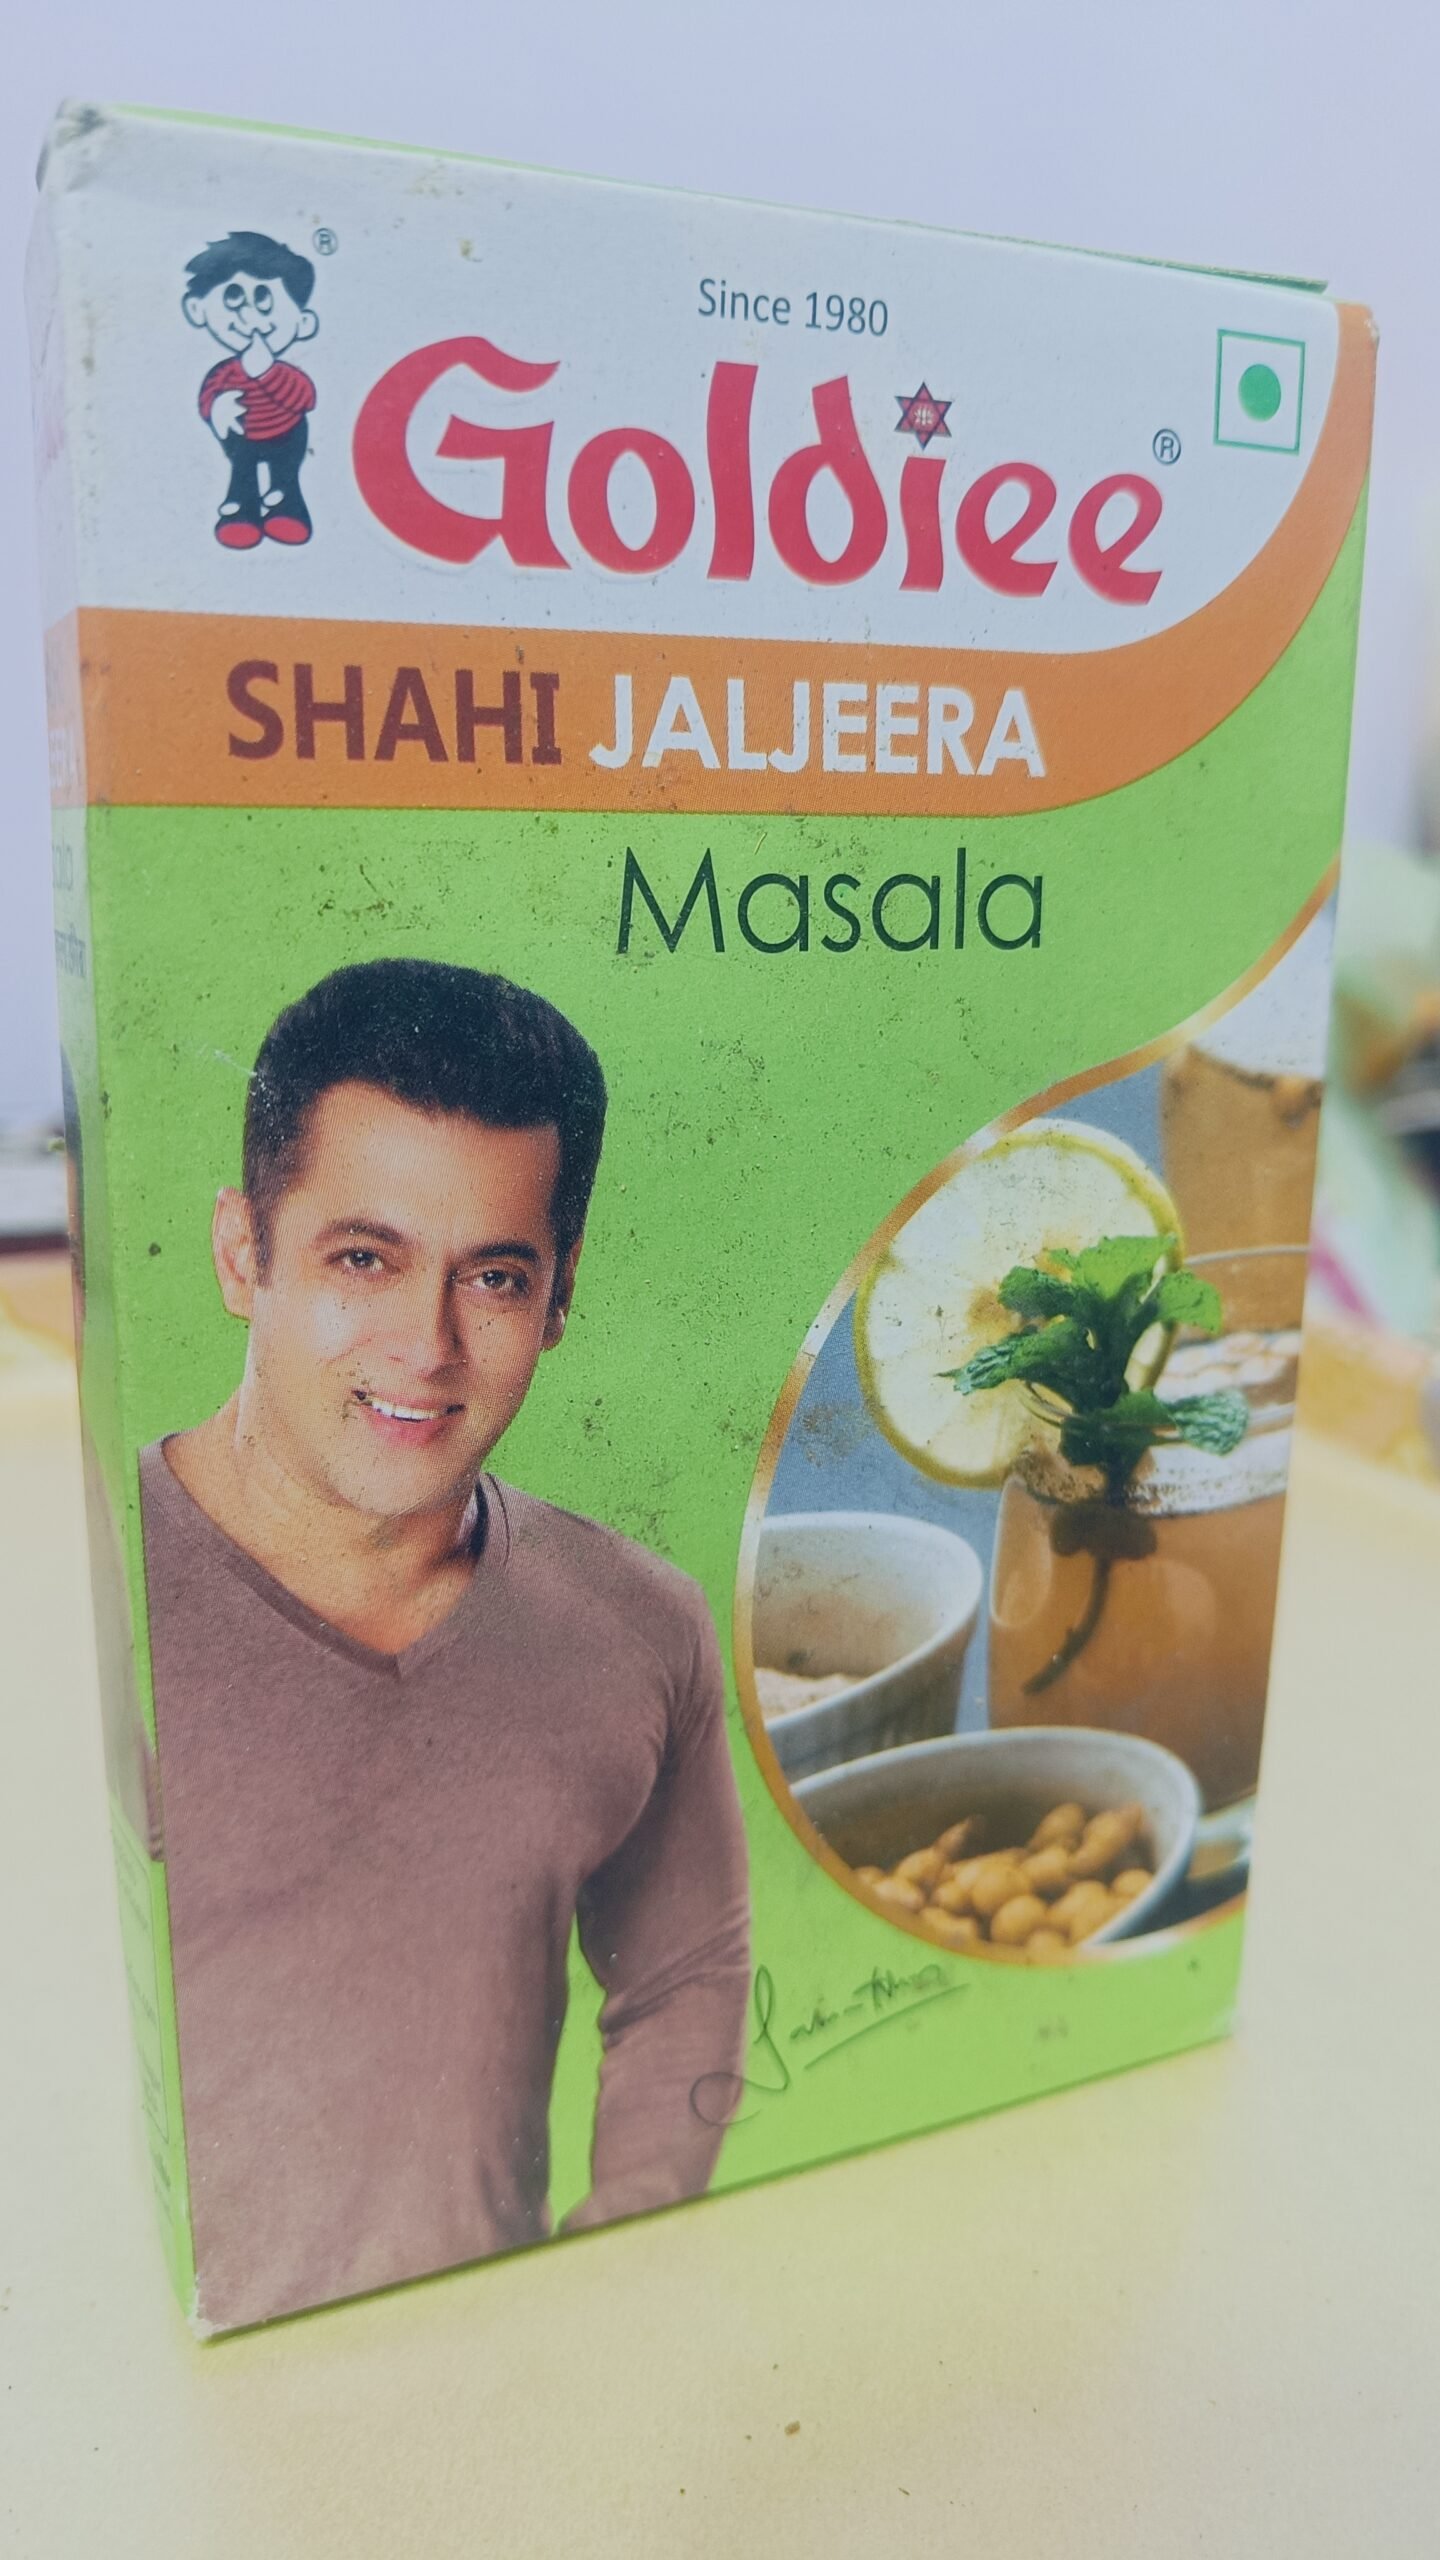 Since 1980
Goldiee
®
®
SHAHI JALJEERA
Masala